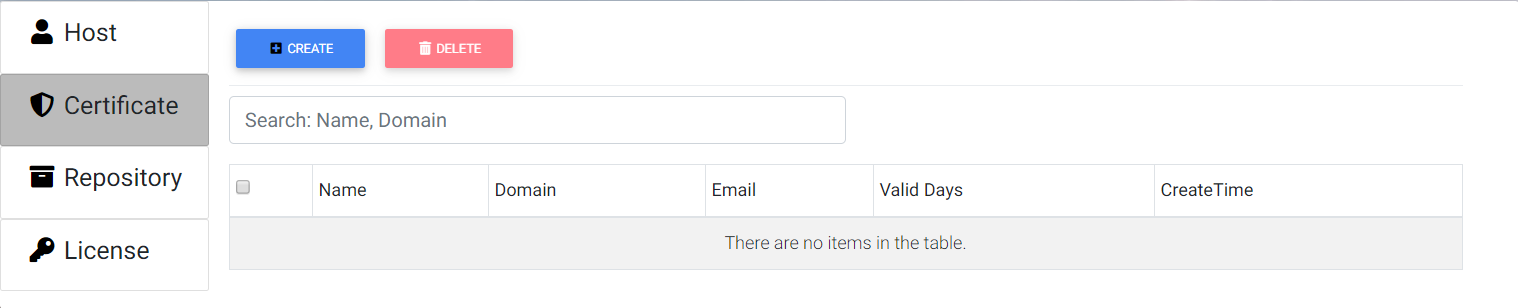 Host
Certificate
Repository
License
CREATE DELETE
Search: Name, Domain
Name Domain Email Valid Days CreateTime
There are no items in the table.